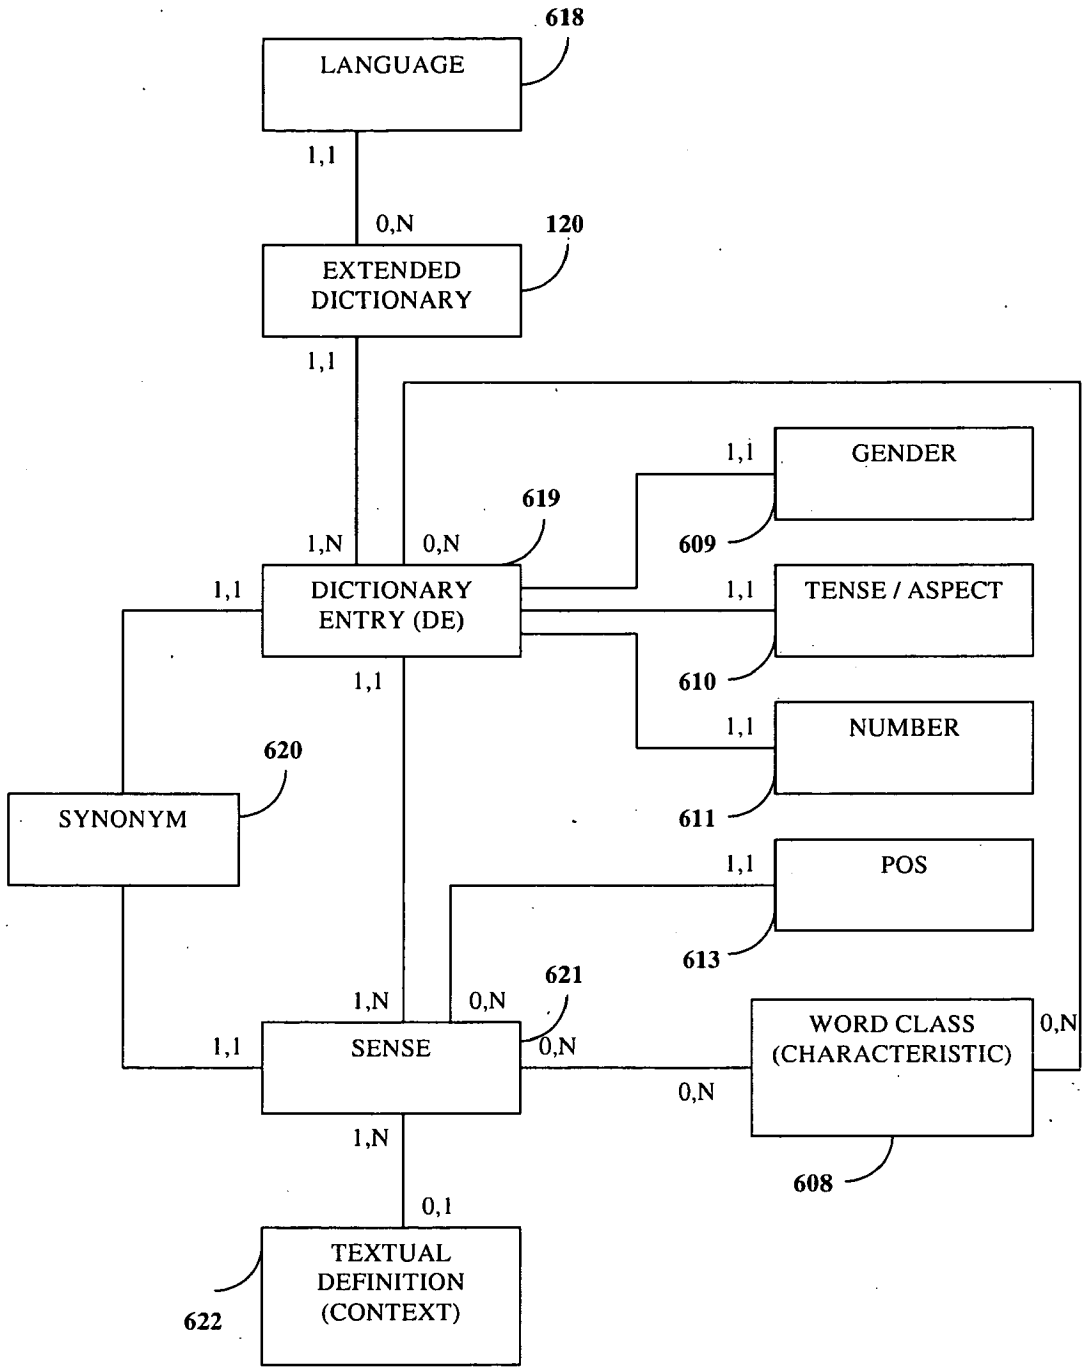 618
LANGUAGE
1,1
0,N
120
EXTENDED
DICTIONARY
1,1
1,1
GENDER
609
619
1,N
0,N
1,1
DICTIONARY
ENTRY (DE)
1,1
TENSE / ASPECT
610
1,1
1,1
NUMBER
611
620
SYNONYM
1,1
POS
613
621
1,N
0,N
1,1
SENSE
0,N
0,N
WORD CLASS
(CHARACTERISTIC)
0,N
608
1,N
0,1
TEXTUAL
DEFINITION
(CONTEXT)
622